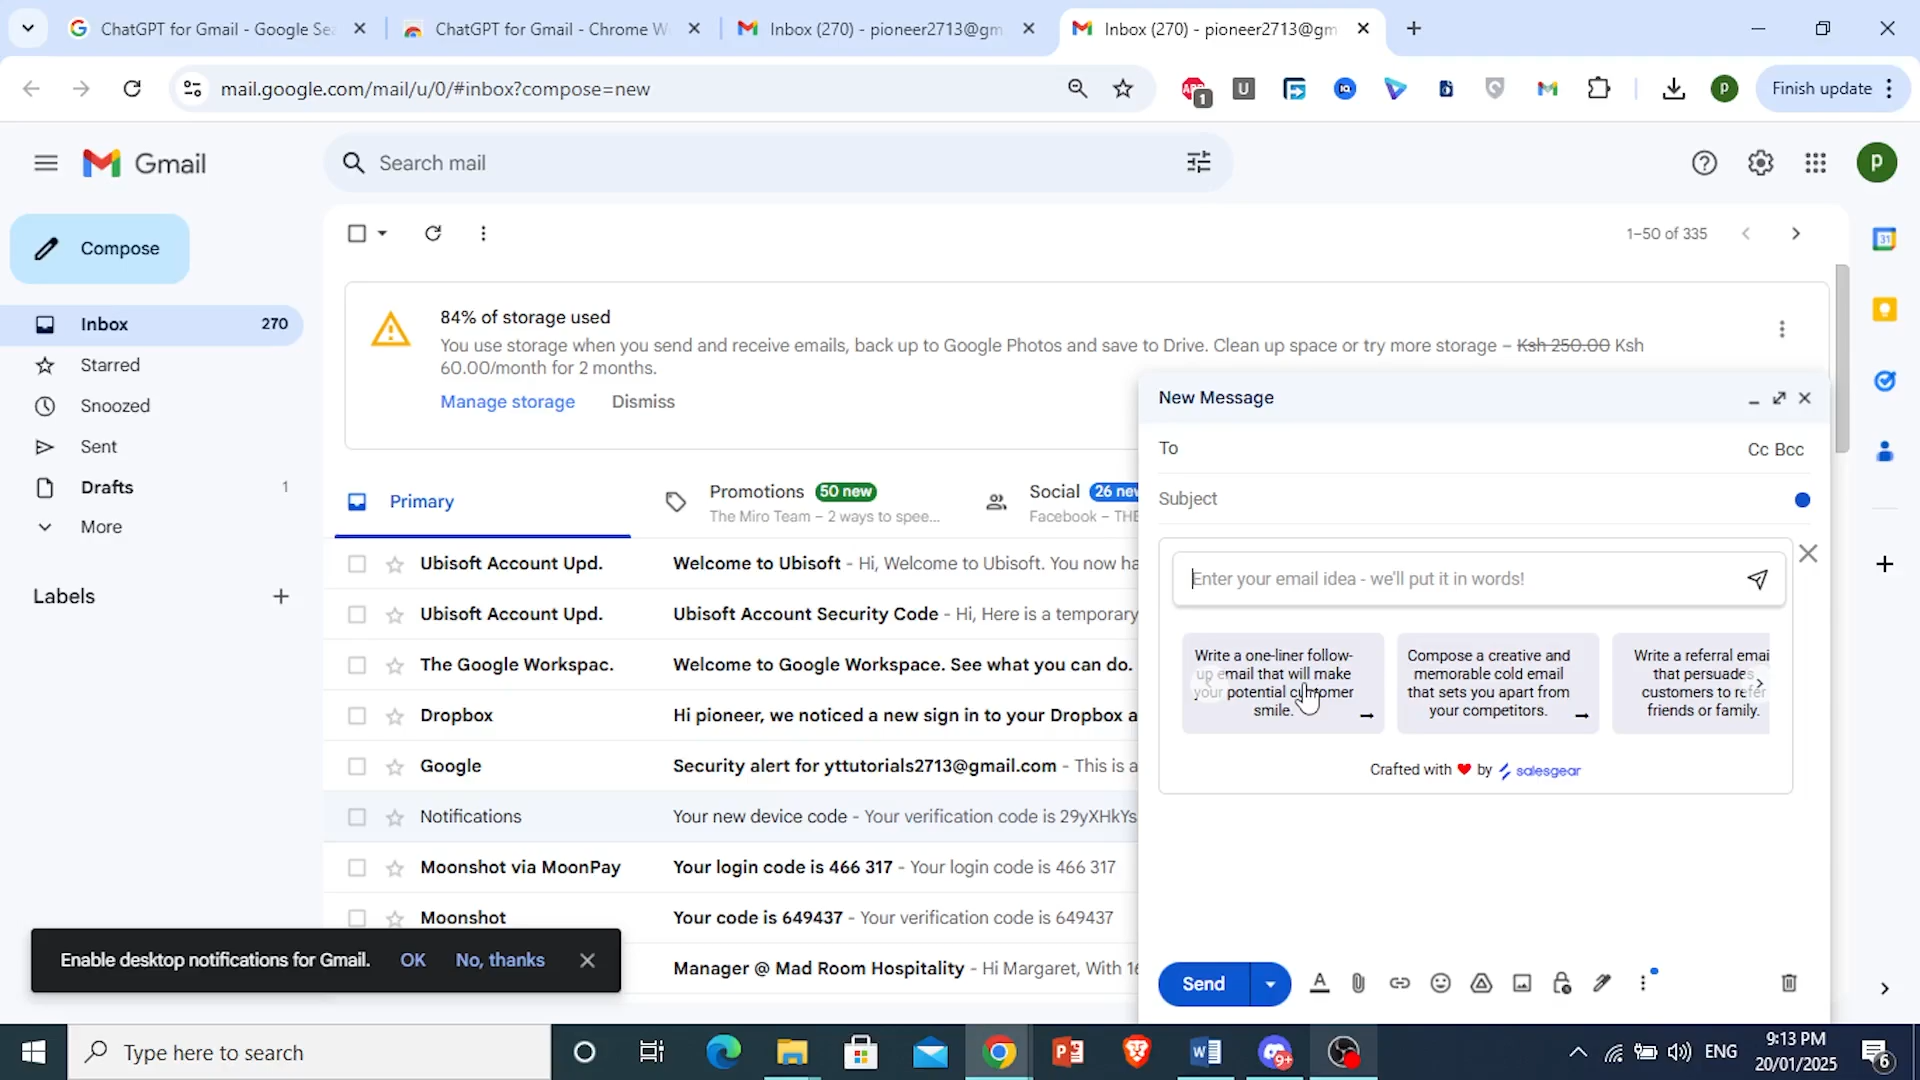 ChatGPT for Gmail - Google Sea
ChatGPT for Gmail - Chrome W
Inbox (270) - pioneer2713@gm
Inbox (270) - pioneer2713@gm
mail.google.com/mail/u/0/#inbox?compose=new
1
U
P
Finish update
Gmail
Search mail
P
Compose
1–50 of 335
31
Inbox 270
Starred
Snoozed
Sent
Drafts 1
More
Labels
84% of storage used
You use storage when you send and receive emails, back up to Google Photos and save to Drive. Clean up space or try more storage – Ksh 250.00 Ksh
60.00/month for 2 months.
Manage storage Dismiss
Primary
Promotions 50 new
The Miro Team – 2 ways to spee...
Social 26 new
Facebook – THE
Ubisoft Account Upd. Welcome to Ubisoft - Hi, Welcome to Ubisoft. You now ha
Ubisoft Account Upd. Ubisoft Account Security Code - Hi, Here is a temporary
The Google Workspac. Welcome to Google Workspace. See what you can do.
Dropbox Hi pioneer, we noticed a new sign in to your Dropbox a
Google Security alert for yttutorials2713@gmail.com - This is a
Notifications Your new device code - Your verification code is 29yXHkYs
Moonshot via MoonPay Your login code is 466 317 - Your login code is 466 317
Moonshot Your code is 649437 - Your verification code is 649437
Manager @ Mad Room Hospitality - Hi Margaret, With 16
New Message
To Cc Bcc
Subject
Enter your email idea - we'll put it in words!
Write a one-liner follow-
up email that will make
your potential customer
smile.
Compose a creative and
memorable cold email
that sets you apart from
your competitors.
Write a referral emai
that persuades
customers to refer
friends or family.
Crafted with ❤ by salesgear
Send
Enable desktop notifications for Gmail. OK No, thanks
Type here to search
9+
ENG
9:13 PM
20/01/2025
6